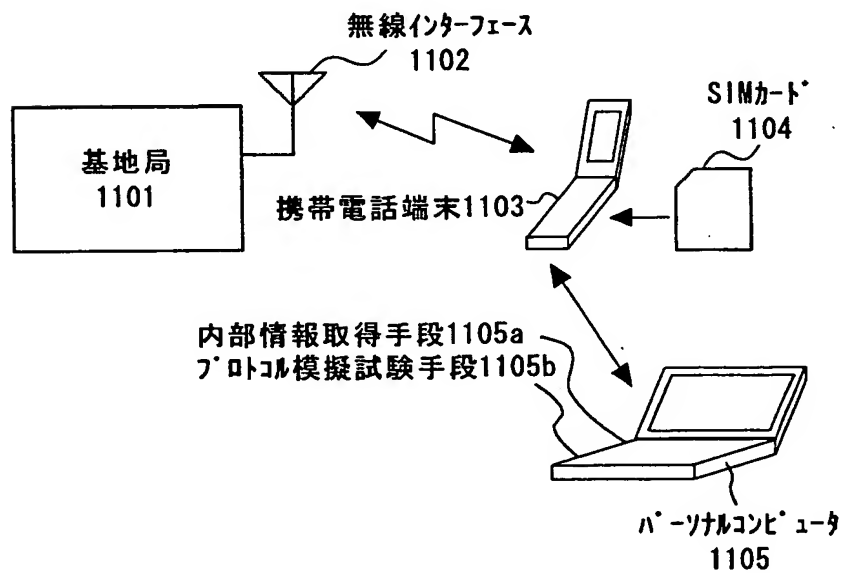 無線インターフェース
1102
SIMカード
1104
基地局
1101
携帯電話端末1103
内部情報取得手段1105a
プロトコル模擬試験手段1105b
パーソナルコンピュータ
1105